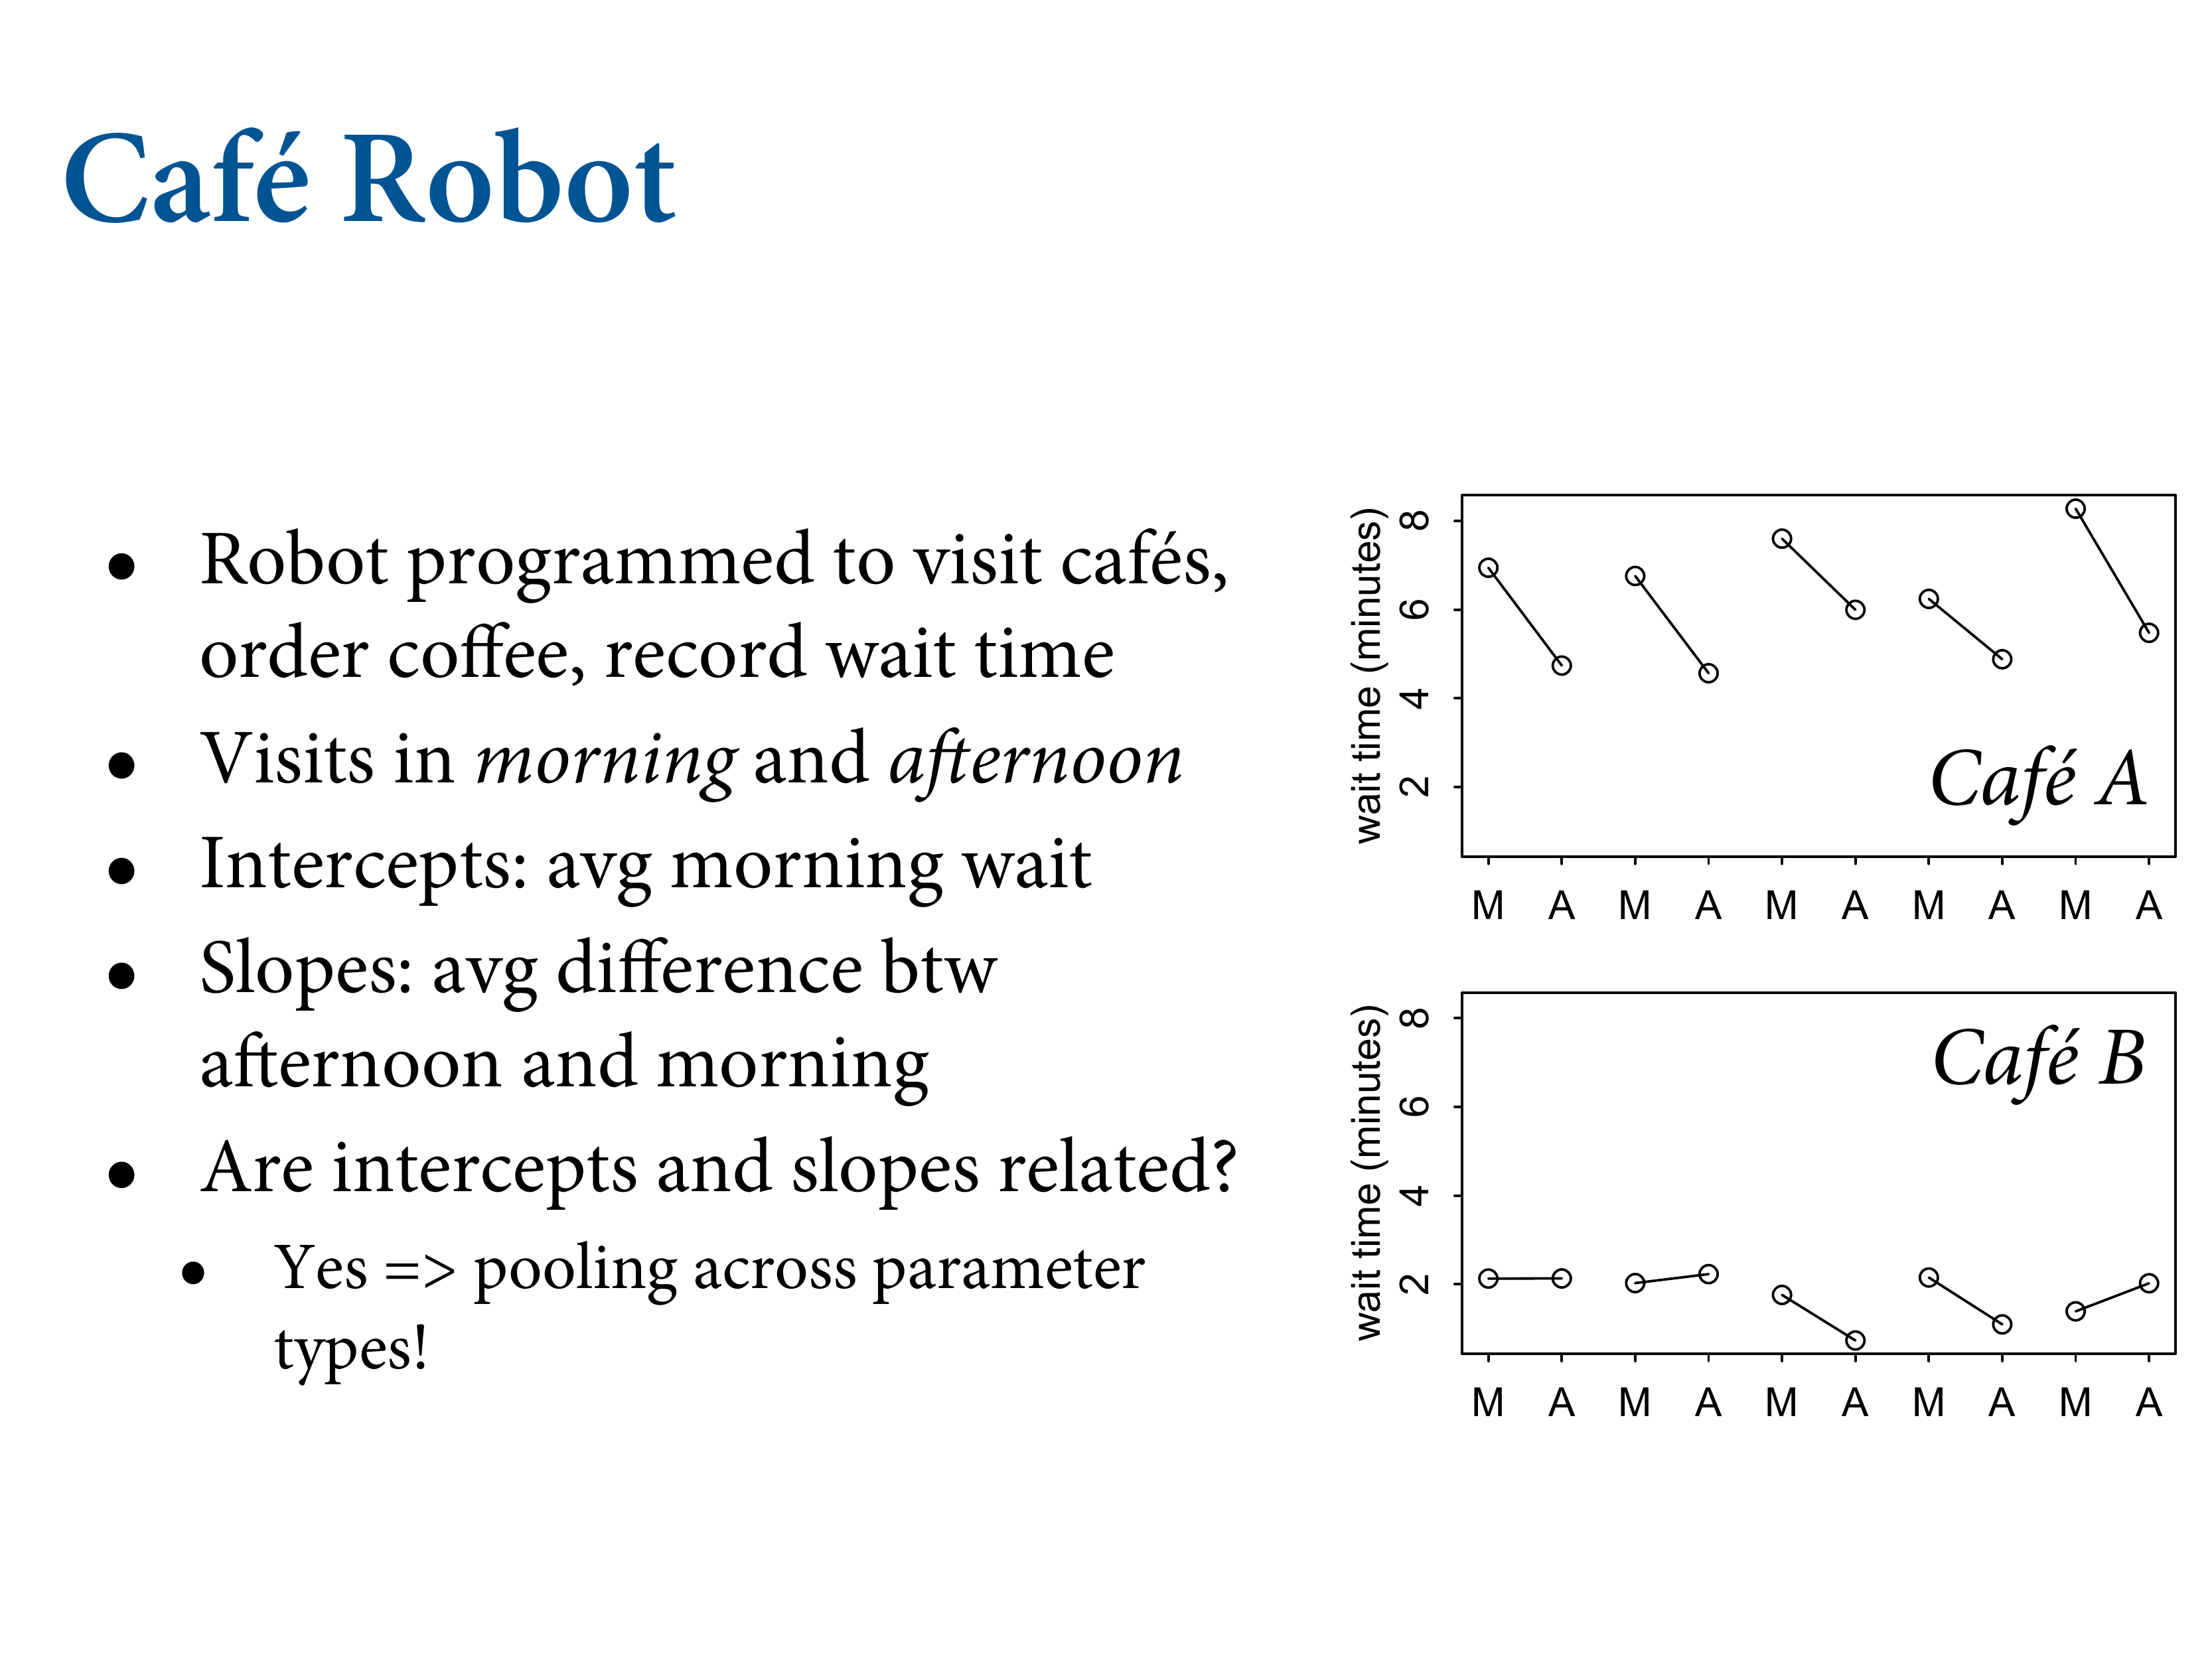 Café Robot
• Robot programmed to visit cafés,
order coffee, record wait time
• Visits in morning and afternoon
• Intercepts: avg morning wait
• Slopes: avg difference btw
afternoon and morning
• Are intercepts and slopes related?
• Yes => pooling across parameter
types!
wait time (minutes)
8
6
4
2
Café A
M A M A M A M A M A
wait time (minutes)
8
6
4
2
Café B
M A M A M A M A M A